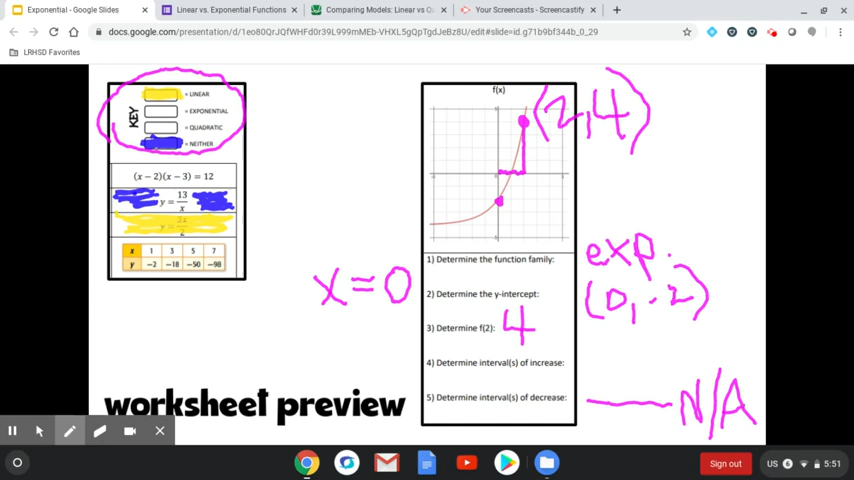 Exponential - Google Slides
Linear vs. Exponential Functions
Comparing Models: Linear vs Qu
Your Screencasts - Screencastify
docs.google.com/presentation/d/1eo80QrJQfWHFd0r39L999mMEb-VHXL5gQpTgdJeBz8U/edit#slide=id.g71b9bf344b_0_29
LRHSD Favorites
KEY
= LINEAR
= EXPONENTIAL
= QUADRATIC
= NEITHER
(x − 2)(x − 3) = 12
y = 13/x
y = 2x/2
x 1 3 5 7
y −2 −18 −50 −98
worksheet preview
x = 0
f(x)
(2,4)
1) Determine the function family:
exp.
2) Determine the y-intercept:
(0,-2)
3) Determine f(2): 4
4) Determine interval(s) of increase:
5) Determine interval(s) of decrease:
N/A
Sign out
US
6
5:51